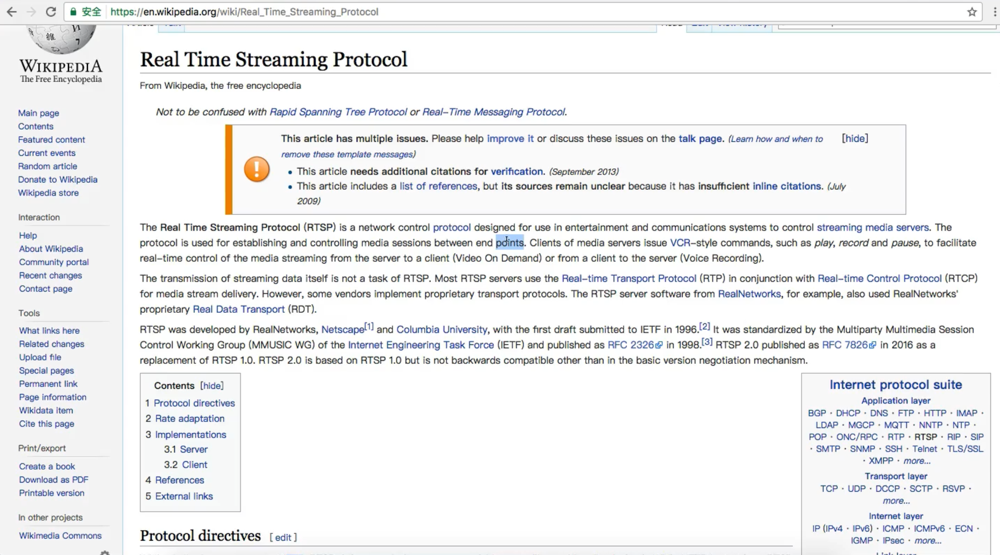 安全 https://en.wikipedia.org/wiki/Real_Time_Streaming_Protocol
WIKIPEDIA
The Free Encyclopedia
Main page
Contents
Featured content
Current events
Random article
Donate to Wikipedia
Wikipedia store
Interaction
Help
About Wikipedia
Community portal
Recent changes
Contact page
Tools
What links here
Related changes
Upload file
Special pages
Permanent link
Page information
Wikidata item
Cite this page
Print/export
Create a book
Download as PDF
Printable version
In other projects
Wikimedia Commons
Real Time Streaming Protocol
From Wikipedia, the free encyclopedia
Not to be confused with Rapid Spanning Tree Protocol or Real-Time Messaging Protocol.
This article has multiple issues. Please help improve it or discuss these issues on the talk page. (Learn how and when to [hide]
remove these template messages)
• This article needs additional citations for verification. (September 2013)
• This article includes a list of references, but its sources remain unclear because it has insufficient inline citations. (July
2009)
The Real Time Streaming Protocol (RTSP) is a network control protocol designed for use in entertainment and communications systems to control streaming media servers. The
protocol is used for establishing and controlling media sessions between end points. Clients of media servers issue VCR-style commands, such as play, record and pause, to facilitate
real-time control of the media streaming from the server to a client (Video On Demand) or from a client to the server (Voice Recording).
The transmission of streaming data itself is not a task of RTSP. Most RTSP servers use the Real-time Transport Protocol (RTP) in conjunction with Real-time Control Protocol (RTCP)
for media stream delivery. However, some vendors implement proprietary transport protocols. The RTSP server software from RealNetworks, for example, also used RealNetworks'
proprietary Real Data Transport (RDT).
RTSP was developed by RealNetworks, Netscape[1] and Columbia University, with the first draft submitted to IETF in 1996.[2] It was standardized by the Multiparty Multimedia Session
Control Working Group (MMUSIC WG) of the Internet Engineering Task Force (IETF) and published as RFC 2326 in 1998.[3] RTSP 2.0 published as RFC 7826 in 2016 as a
replacement of RTSP 1.0. RTSP 2.0 is based on RTSP 1.0 but is not backwards compatible other than in the basic version negotiation mechanism.
Contents [hide]
1 Protocol directives
2 Rate adaptation
3 Implementations
3.1 Server
3.2 Client
4 References
5 External links
Internet protocol suite
Application layer
BGP · DHCP · DNS · FTP · HTTP · IMAP ·
LDAP · MGCP · MQTT · NNTP · NTP ·
POP · ONC/RPC · RTP · RTSP · RIP · SIP
· SMTP · SNMP · SSH · Telnet · TLS/SSL
· XMPP · more...
Transport layer
TCP · UDP · DCCP · SCTP · RSVP ·
more...
Internet layer
IP (IPv4 · IPv6) · ICMP · ICMPv6 · ECN ·
IGMP · IPsec · more...
Protocol directives [ edit ]